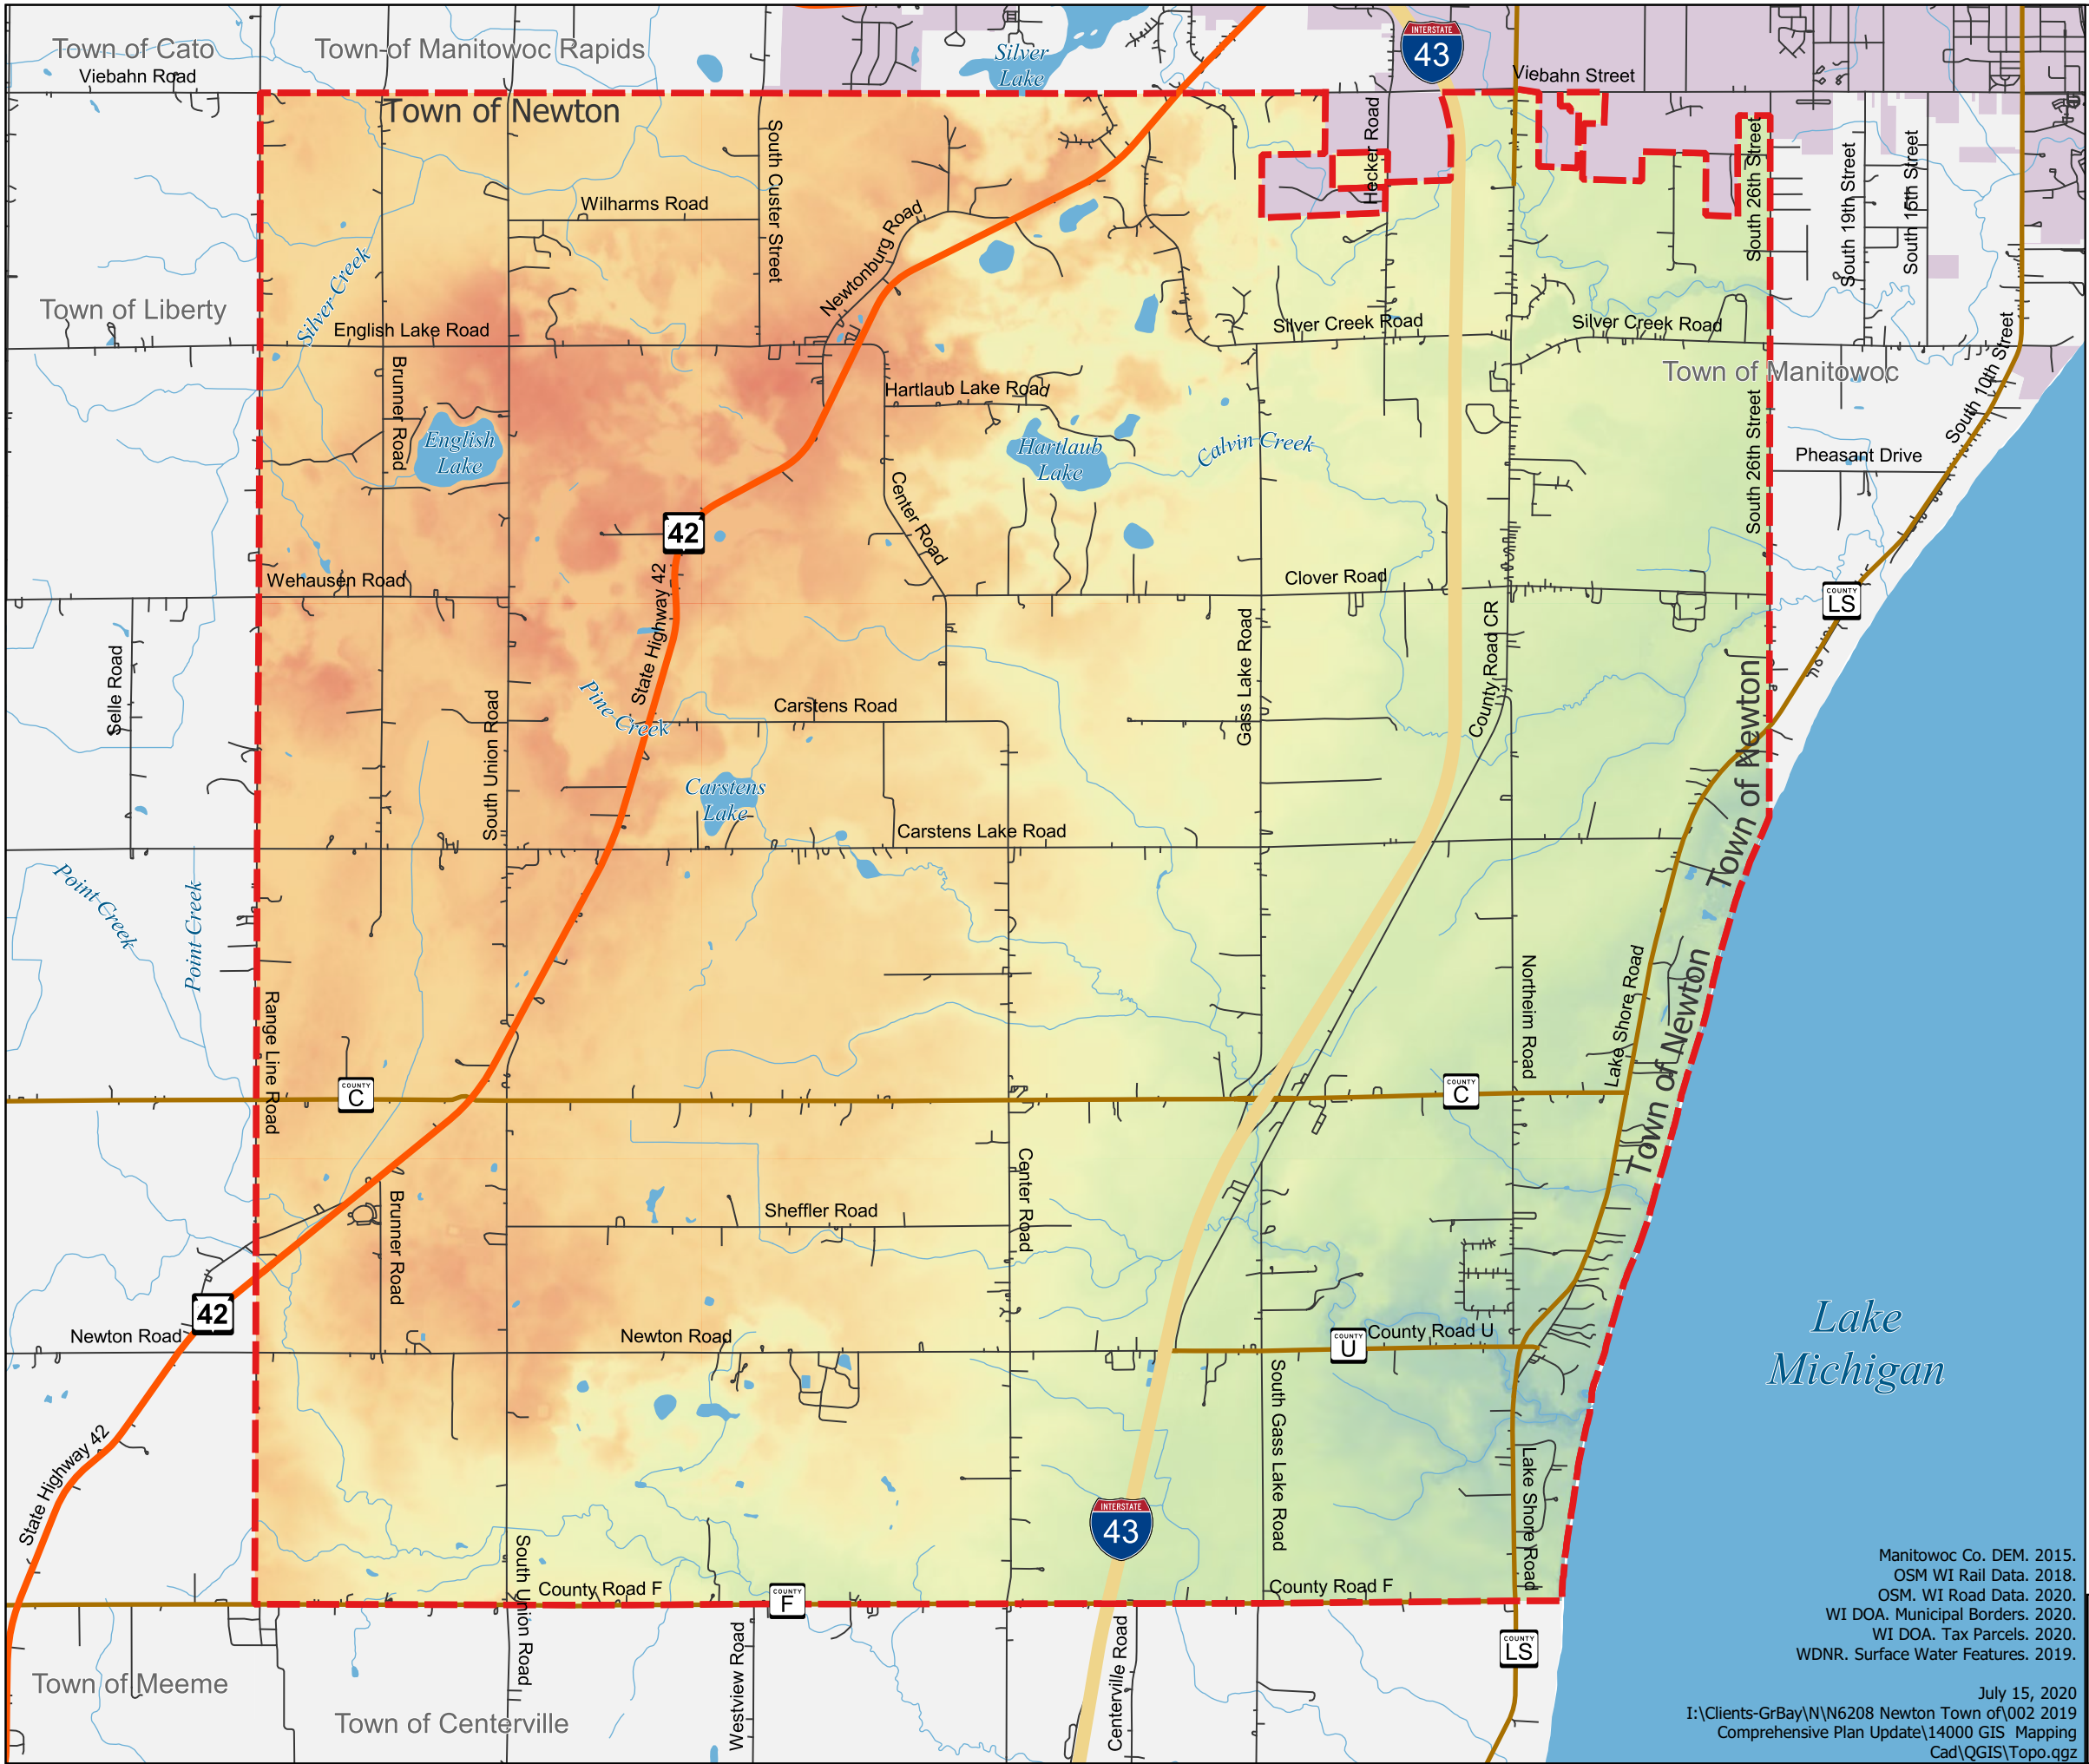 Town of Cato
Town of Manitowoc Rapids
Silver
Lake
INTERSTATE
43
Viebahn Road
Viebahn Street
Town of Newton
South Custer Street
Hecker Road
South 26th Street
South 19th Street
South 15th Street
Wilharms Road
Newtonburg Road
Silver Creek
Town of Liberty
English Lake Road
Silver Creek Road
Silver Creek Road
South 10th Street
Town of Manitowoc
Brunner Road
Hartlaub Lake Road
English
Lake
Hartlaub
Lake
Calvin Creek
South 26th Street
Pheasant Drive
Center Road
42
Wehausen Road
State Highway 42
Clover Road
COUNTY
LS
Selle Road
South Union Road
Pine Creek
Carstens Road
Gass Lake Road
County Road CR
Town of Newton
Carstens
Lake
Carstens Lake Road
Town of Newton
Point Creek
Point Creek
Range Line Road
Northeim Road
Lake Shore Road
Town of Newton
COUNTY
C
COUNTY
C
Brunner Road
Sheffler Road
Center Road
42
Newton Road
Newton Road
COUNTY
U
County Road U
Lake
Michigan
South Gass Lake Road
State Highway 42
Lake Shore Road
INTERSTATE
43
South Union Road
County Road F
COUNTY
F
County Road F
Westview Road
Centerville Road
COUNTY
LS
Town of Meeme
Town of Centerville
Manitowoc Co. DEM. 2015.
OSM WI Rail Data. 2018.
OSM. WI Road Data. 2020.
WI DOA. Municipal Borders. 2020.
WI DOA. Tax Parcels. 2020.
WDNR. Surface Water Features. 2019.
July 15, 2020
I:\Clients-GrBay\N\N6208 Newton Town of\002 2019
Comprehensive Plan Update\14000 GIS  Mapping
Cad\QGIS\Topo.qgz